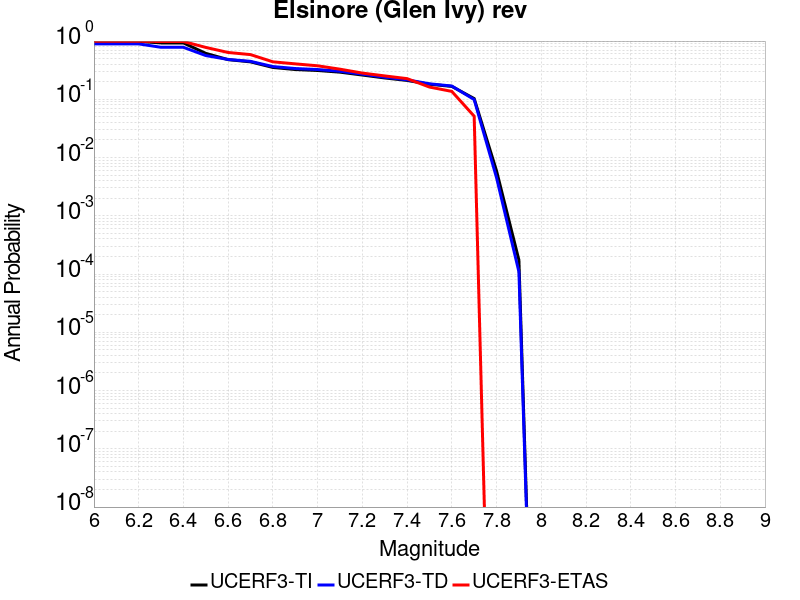 Elsinore (Glen Ivy) rev
10^0
10^-1
10^-2
10^-3
10^-4
10^-5
10^-6
10^-7
10^-8
Annual Probability
6 6.2 6.4 6.6 6.8 7 7.2 7.4 7.6 7.8 8 8.2 8.4 8.6 8.8 9
Magnitude
UCERF3-TI UCERF3-TD UCERF3-ETAS